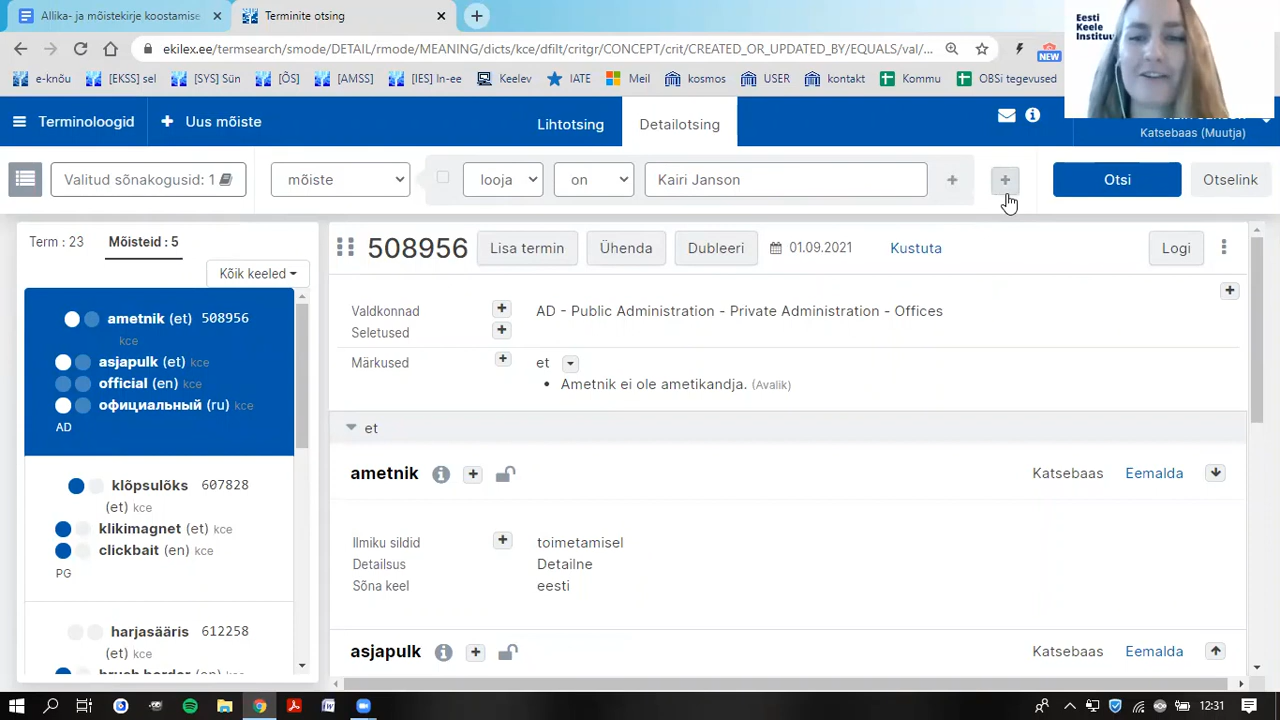 Allika- ja mõistekirje koostamise
Terminite otsing
ekilex.ee/termsearch/smode/DETAIL/rmode/MEANING/dicts/kce/dfilt/critgr/CONCEPT/crit/CREATED_OR_UPDATED_BY/EQUALS/val/...
NEW
e-knõu
[EKSS] sel
[SYS] Sün
[ÕS]
[AMSS]
[IES] In-ee
Keelev
IATE
Meil
kosmos
USER
kontakt
Kommu
OBSi tegevused
Eesti
Keele
Terminoloogid
Uus mõiste
Lihtotsing
Detailotsing
Katsebaas (Muutja)
Valitud sõnakogusid: 1
mõiste
looja
on
Kairi Janson
Otsi
Otselink
Term : 23
Mõisteid : 5
Kõik keeled
ametnik (et) 508956
kce
asjapulk (et) kce
official (en) kce
официальный (ru) kce
AD
klõpsulõks 607828
(et) kce
klikimagnet (et) kce
clickbait (en) kce
PG
harjasääris 612258
(et) kce
508956
Lisa termin
Ühenda
Dubleeri
01.09.2021
Kustuta
Logi
Valdkonnad
AD - Public Administration - Private Administration - Offices
Seletused
Märkused
et
Ametnik ei ole ametikandja. (Avalik)
et
ametnik
Katsebaas
Eemalda
Ilmiku sildid
toimetamisel
Detailsus
Detailne
Sõna keel
eesti
asjapulk
Katsebaas
Eemalda
12:31